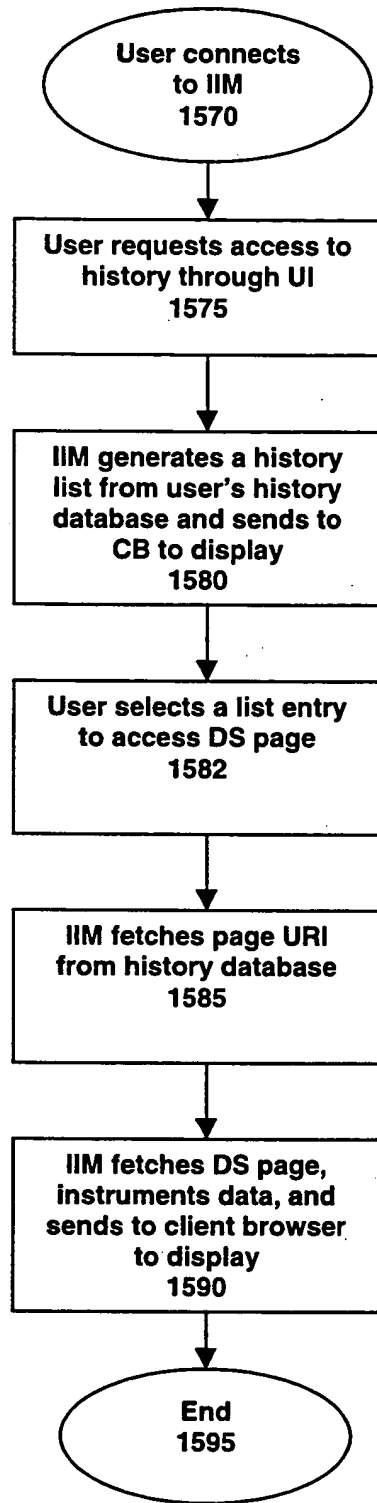 User connects
to IIM
1570
User requests access to
history through UI
1575
IIM generates a history
list from user's history
database and sends to
CB to display
1580
User selects a list entry
to access DS page
1582
IIM fetches page URI
from history database
1585
IIM fetches DS page,
instruments data, and
sends to client browser
to display
1590
End
1595